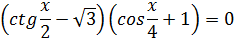 (ctg x/2 − √3)(cos x/4 + 1) = 0